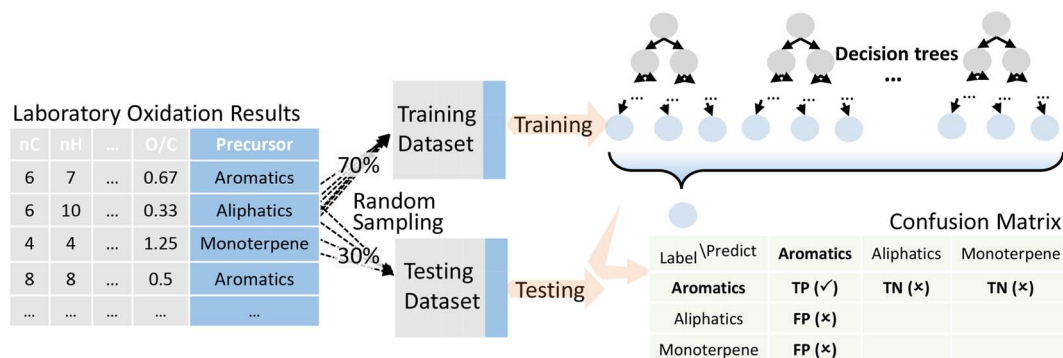 Laboratory Oxidation Results
nC nH ... O/C Precursor
6 7 ... 0.67 Aromatics
6 10 ... 0.33 Aliphatics
4 4 ... 1.25 Monoterpene
8 8 ... 0.5 Aromatics
... ... ... ... ...
70%
Random
Sampling
30%
Training
Dataset
Testing
Dataset
Training
Testing
Decision trees
...
... ... ... ... ... ... ... ...
Confusion Matrix
Label\Predict Aromatics Aliphatics Monoterpene
Aromatics TP (✓) TN (×) TN (×)
Aliphatics FP (×)
Monoterpene FP (×)